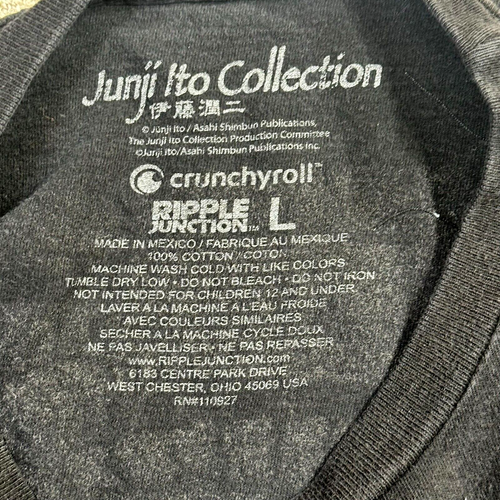 Junji Ito Collection
伊藤潤二
© Junji Ito / Asahi Shimbun Publications,
The Junji Ito Collection Production Committee
©Junji Ito/Asahi Shimbun Publications Inc.
crunchyroll™
RIPPLE JUNCTION™ L
MADE IN MEXICO / FABRIQUE AU MEXIQUE
100% COTTON / COTON
MACHINE WASH COLD WITH LIKE COLORS
TUMBLE DRY LOW • DO NOT BLEACH • DO NOT IRON
NOT INTENDED FOR CHILDREN 12 AND UNDER
LAVER A LA MACHINE A L'EAU FROIDE
AVEC COULEURS SIMILAIRES
SECHER A LA MACHINE CYCLE DOUX
NE PAS JAVELLISER • NE PAS REPASSER
www.RIPPLEJUNCTION.com
6183 CENTRE PARK DRIVE
WEST CHESTER, OHIO 45069 USA
RN#110927